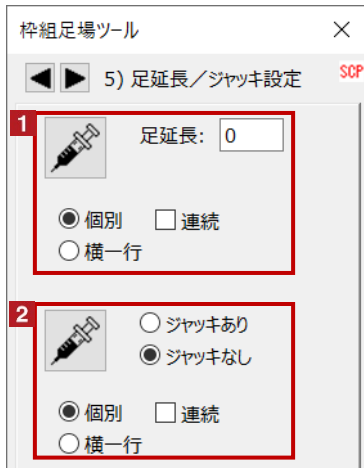 枠組足場ツール
5) 足延長／ジャッキ設定
SCP
1
足延長: 0
個別 連続
横一行
2
ジャッキあり
ジャッキなし
個別 連続
横一行